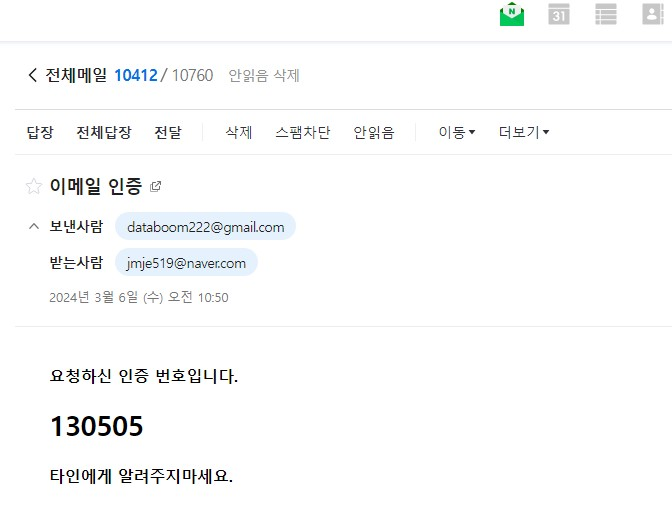 N 31
전체메일 10412 / 10760 안읽음 삭제
답장 전체답장 전달 삭제 스팸차단 안읽음 이동 더보기
이메일 인증
보낸사람 databoom222@gmail.com
받는사람 jmje519@naver.com
2024년 3월 6일 (수) 오전 10:50
요청하신 인증 번호입니다.
130505
타인에게 알려주지마세요.